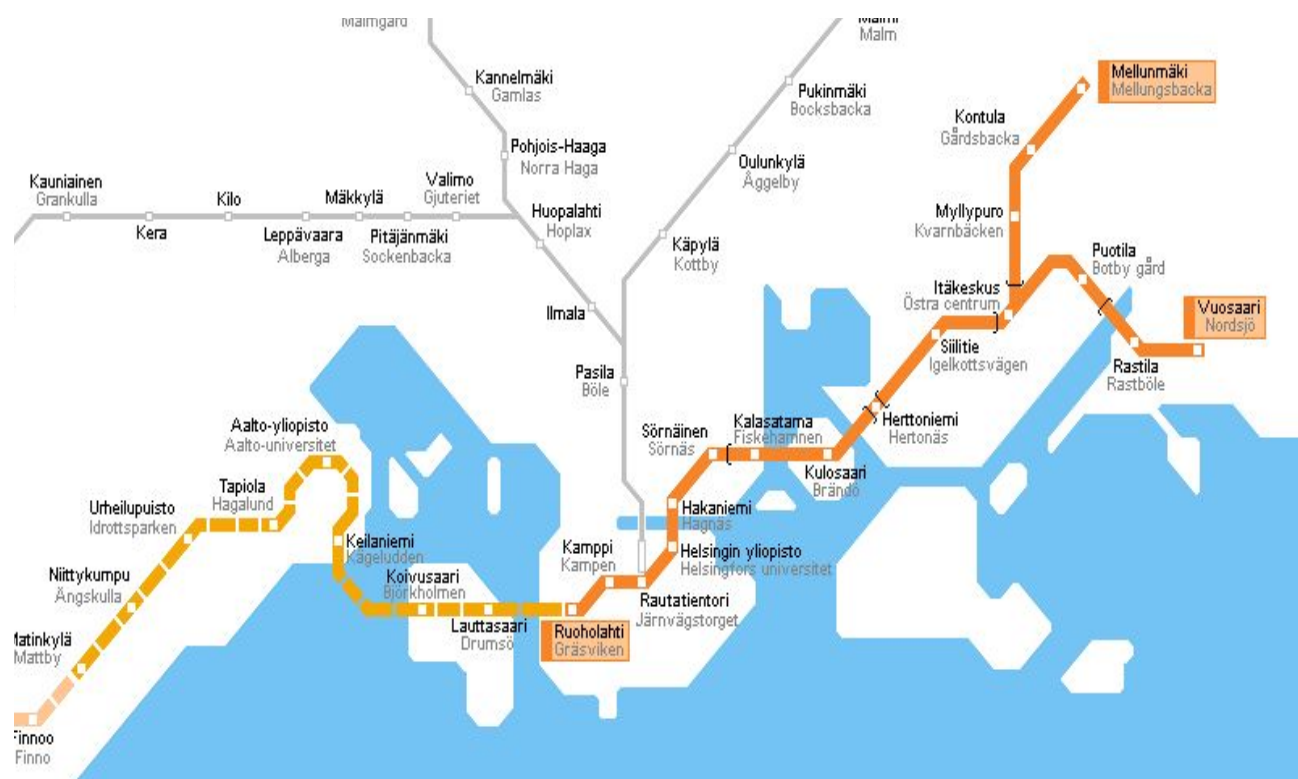 Malmgård
Malmi
Malm
Kannelmäki
Gamlas
Pukinmäki
Bocksbacka
Mellunmäki
Mellungsbacka
Kontula
Gårdsbacka
Pohjois-Haaga
Norra Haga
Oulunkylä
Åggelby
Kauniainen
Grankulla
Kera
Kilo
Leppävaara
Alberga
Mäkkylä
Pitäjänmäki
Sockenbacka
Valimo
Gjuteriet
Huopalahti
Hoplax
Käpylä
Kottby
Myllypuro
Kvarnbäcken
Puotila
Botby gård
Itäkeskus
Östra centrum
Vuosaari
Nordsjö
Ilmala
Siilitie
Igelkottsvägen
Rastila
Rastböle
Pasila
Böle
Aalto-yliopisto
Aalto-universitet
Sörnäinen
Sörnäs
Kalasatama
Fiskehamnen
Herttoniemi
Hertonäs
Kulosaari
Brändö
Tapiola
Hagalund
Urheilupuisto
Idrottsparken
Hakaniemi
Hagnäs
Keilaniemi
Kägeludden
Kamppi
Kampen
Helsingin yliopisto
Helsingfors universitet
Niittykumpu
Ängskulla
Koivusaari
Björkholmen
Rautatientori
Järnvägstorget
Lauttasaari
Drumsö
Ruoholahti
Gräsviken
Matinkylä
Mattby
Finnoo
Finno